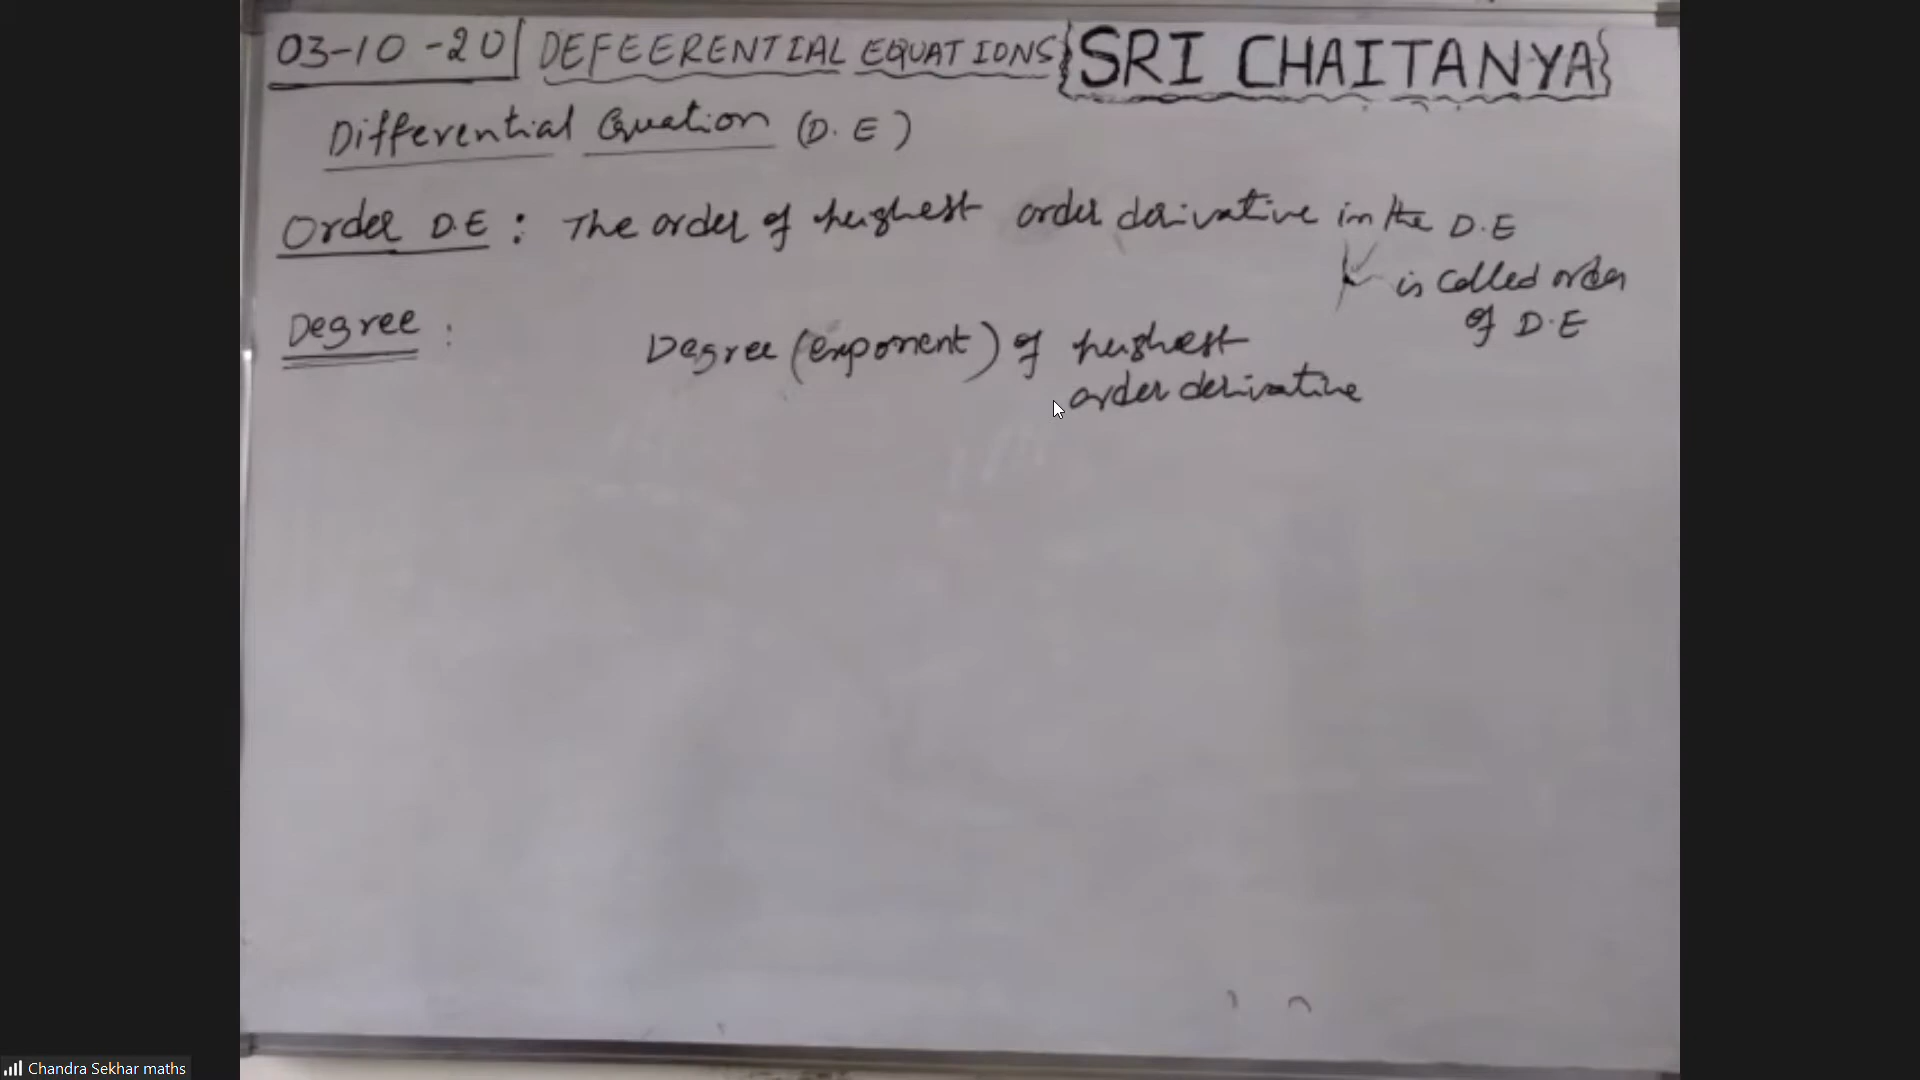 03-10-20 DEFEERENTIAL EQUATIONS {SRI CHAITANYA}
Differential Equation (D.E)
Order D.E : The order of highest order derivative in the D.E
is called order
of D.E
Degree : Degree (exponent) of highest
order derivative
Chandra Sekhar maths